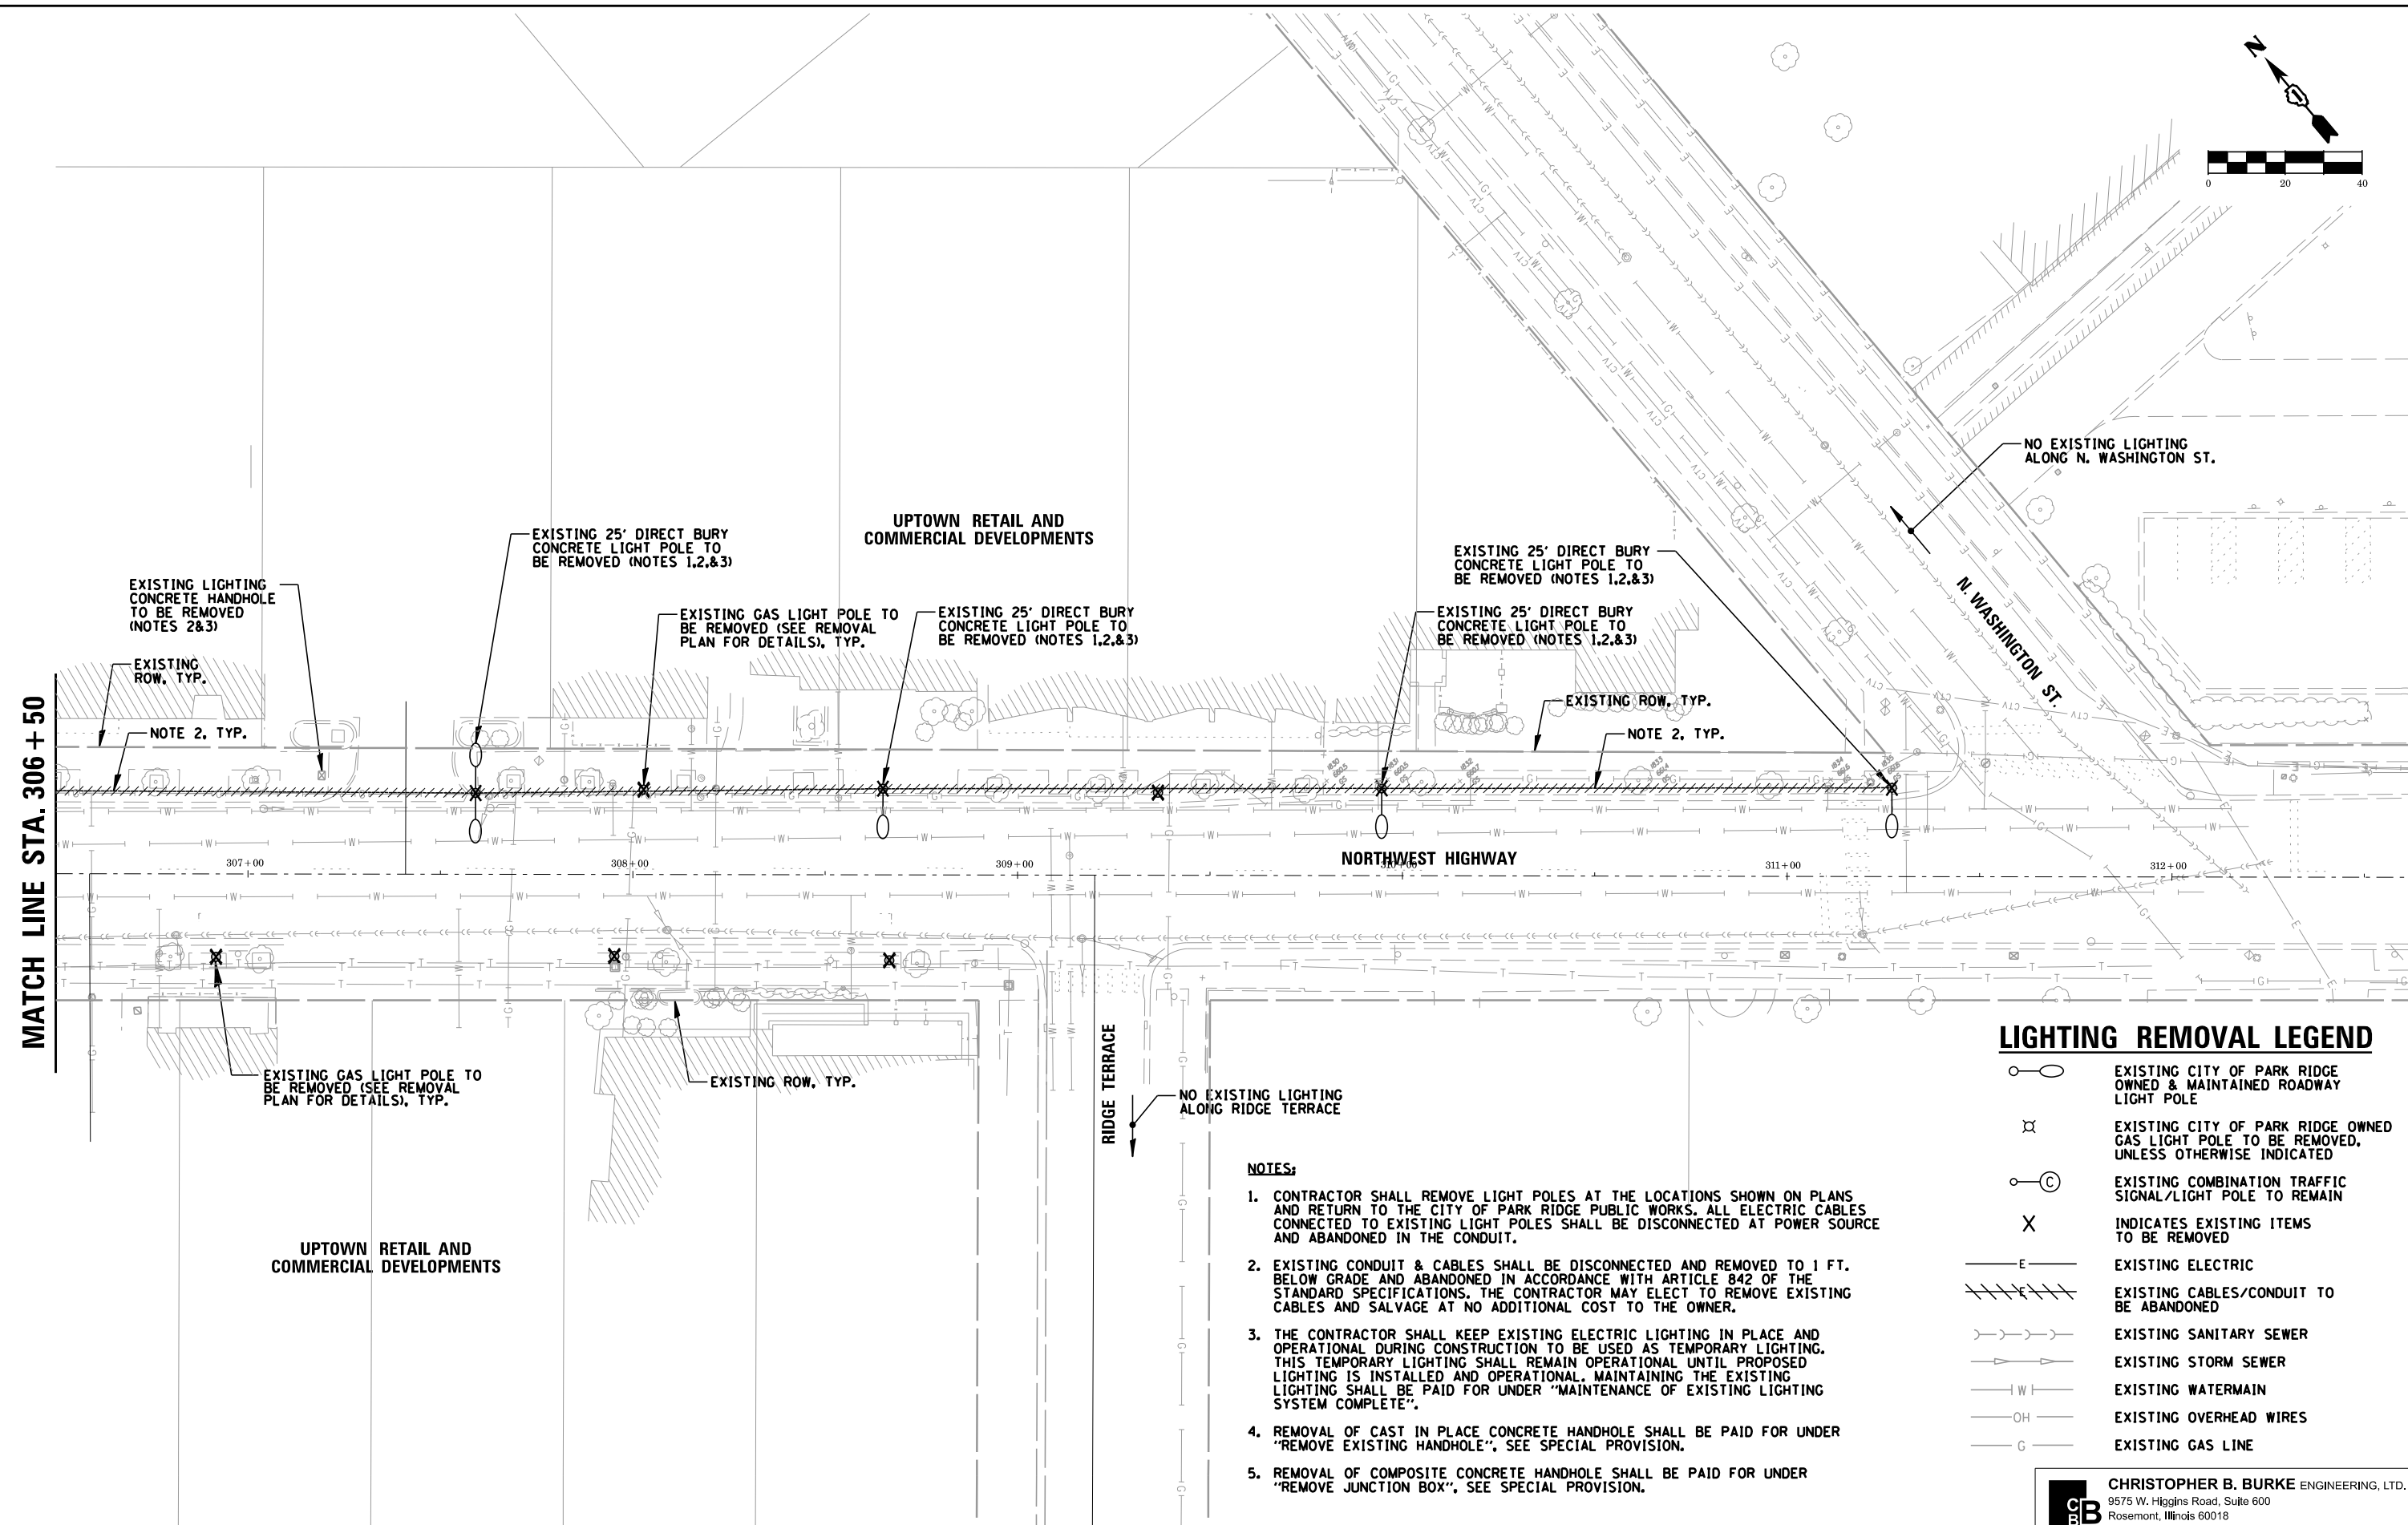 N
0 20 40
NO EXISTING LIGHTING
ALONG N. WASHINGTON ST.
UPTOWN RETAIL AND
COMMERCIAL DEVELOPMENTS
EXISTING 25' DIRECT BURY
CONCRETE LIGHT POLE TO
BE REMOVED (NOTES 1,2,&3)
EXISTING 25' DIRECT BURY
CONCRETE LIGHT POLE TO
BE REMOVED (NOTES 1,2,&3)
EXISTING LIGHTING
CONCRETE HANDHOLE
TO BE REMOVED
(NOTES 2&3)
EXISTING GAS LIGHT POLE TO
BE REMOVED (SEE REMOVAL
PLAN FOR DETAILS), TYP.
EXISTING 25' DIRECT BURY
CONCRETE LIGHT POLE TO
BE REMOVED (NOTES 1,2,&3)
EXISTING 25' DIRECT BURY
CONCRETE LIGHT POLE TO
BE REMOVED (NOTES 1,2,&3)
N. WASHINGTON ST.
EXISTING
ROW, TYP.
EXISTING ROW, TYP.
NOTE 2, TYP.
NOTE 2, TYP.
MATCH LINE STA. 306+50
307+00
308+00
309+00
310+00
311+00
312+00
NORTHWEST HIGHWAY
EXISTING GAS LIGHT POLE TO
BE REMOVED (SEE REMOVAL
PLAN FOR DETAILS), TYP.
EXISTING ROW, TYP.
RIDGE TERRACE
NO EXISTING LIGHTING
ALONG RIDGE TERRACE
UPTOWN RETAIL AND
COMMERCIAL DEVELOPMENTS
NOTES:
1. CONTRACTOR SHALL REMOVE LIGHT POLES AT THE LOCATIONS SHOWN ON PLANS
AND RETURN TO THE CITY OF PARK RIDGE PUBLIC WORKS. ALL ELECTRIC CABLES
CONNECTED TO EXISTING LIGHT POLES SHALL BE DISCONNECTED AT POWER SOURCE
AND ABANDONED IN THE CONDUIT.
2. EXISTING CONDUIT & CABLES SHALL BE DISCONNECTED AND REMOVED TO 1 FT.
BELOW GRADE AND ABANDONED IN ACCORDANCE WITH ARTICLE 842 OF THE
STANDARD SPECIFICATIONS. THE CONTRACTOR MAY ELECT TO REMOVE EXISTING
CABLES AND SALVAGE AT NO ADDITIONAL COST TO THE OWNER.
3. THE CONTRACTOR SHALL KEEP EXISTING ELECTRIC LIGHTING IN PLACE AND
OPERATIONAL DURING CONSTRUCTION TO BE USED AS TEMPORARY LIGHTING.
THIS TEMPORARY LIGHTING SHALL REMAIN OPERATIONAL UNTIL PROPOSED
LIGHTING IS INSTALLED AND OPERATIONAL. MAINTAINING THE EXISTING
LIGHTING SHALL BE PAID FOR UNDER "MAINTENANCE OF EXISTING LIGHTING
SYSTEM COMPLETE".
4. REMOVAL OF CAST IN PLACE CONCRETE HANDHOLE SHALL BE PAID FOR UNDER
"REMOVE EXISTING HANDHOLE", SEE SPECIAL PROVISION.
5. REMOVAL OF COMPOSITE CONCRETE HANDHOLE SHALL BE PAID FOR UNDER
"REMOVE JUNCTION BOX", SEE SPECIAL PROVISION.
LIGHTING REMOVAL LEGEND
EXISTING CITY OF PARK RIDGE
OWNED & MAINTAINED ROADWAY
LIGHT POLE
EXISTING CITY OF PARK RIDGE OWNED
GAS LIGHT POLE TO BE REMOVED,
UNLESS OTHERWISE INDICATED
C
EXISTING COMBINATION TRAFFIC
SIGNAL/LIGHT POLE TO REMAIN
X
INDICATES EXISTING ITEMS
TO BE REMOVED
E
EXISTING ELECTRIC
E
EXISTING CABLES/CONDUIT TO
BE ABANDONED
EXISTING SANITARY SEWER
EXISTING STORM SEWER
W
EXISTING WATERMAIN
OH
EXISTING OVERHEAD WIRES
G
EXISTING GAS LINE
CB
B
CHRISTOPHER B. BURKE ENGINEERING, LTD.
9575 W. Higgins Road, Suite 600
Rosemont, Illinois 60018